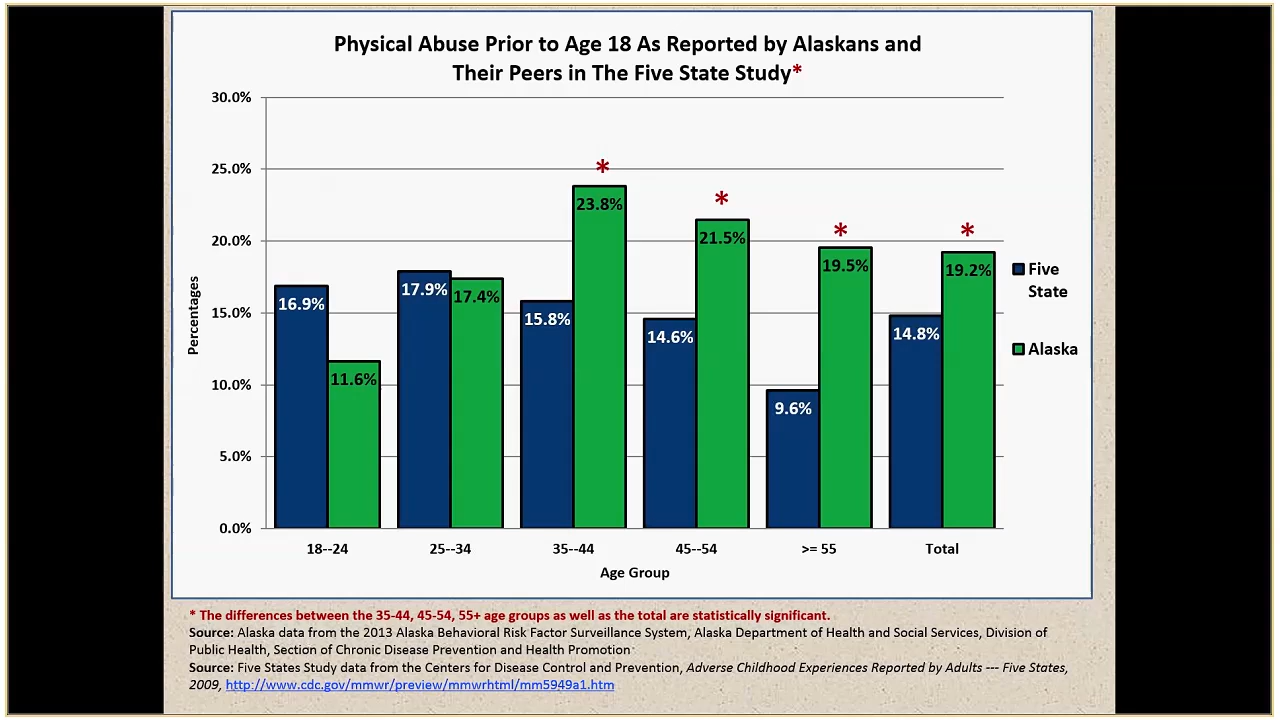 Physical Abuse Prior to Age 18 As Reported by Alaskans and
Their Peers in The Five State Study*
30.0%
25.0%
20.0%
15.0%
10.0%
5.0%
0.0%
Percentages
*
*
*
*
16.9%
11.6%
17.9%
17.4%
15.8%
23.8%
14.6%
21.5%
9.6%
19.5%
14.8%
19.2%
18--24
25--34
35--44
45--54
>= 55
Total
Age Group
Five
State
Alaska
* The differences between the 35-44, 45-54, 55+ age groups as well as the total are statistically significant.
Source: Alaska data from the 2013 Alaska Behavioral Risk Factor Surveillance System, Alaska Department of Health and Social Services, Division of
Public Health, Section of Chronic Disease Prevention and Health Promotion
Source: Five States Study data from the Centers for Disease Control and Prevention, Adverse Childhood Experiences Reported by Adults --- Five States,
2009, http://www.cdc.gov/mmwr/preview/mmwrhtml/mm5949a1.htm